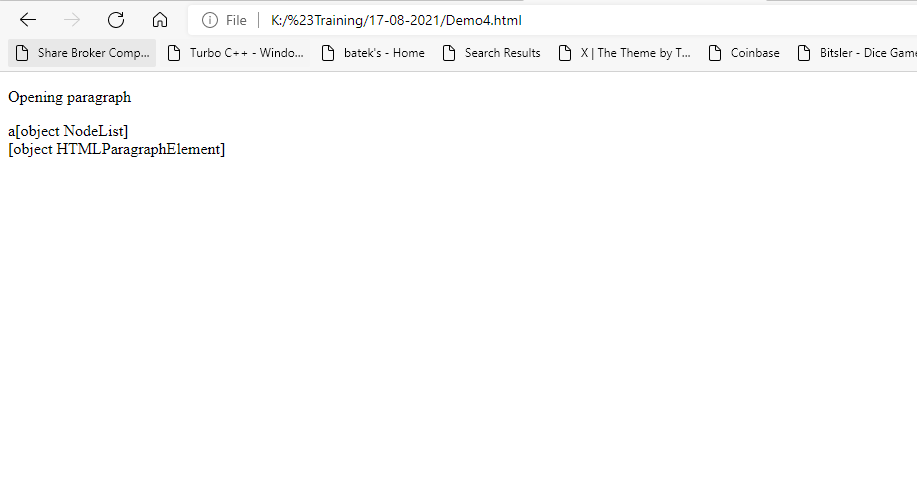 File
K:/%23Training/17-08-2021/Demo4.html
Share Broker Comp...
Turbo C++ - Windo...
batek's - Home
Search Results
X | The Theme by T...
Coinbase
Bitsler - Dice Game
Opening paragraph
a[object NodeList]
[object HTMLParagraphElement]